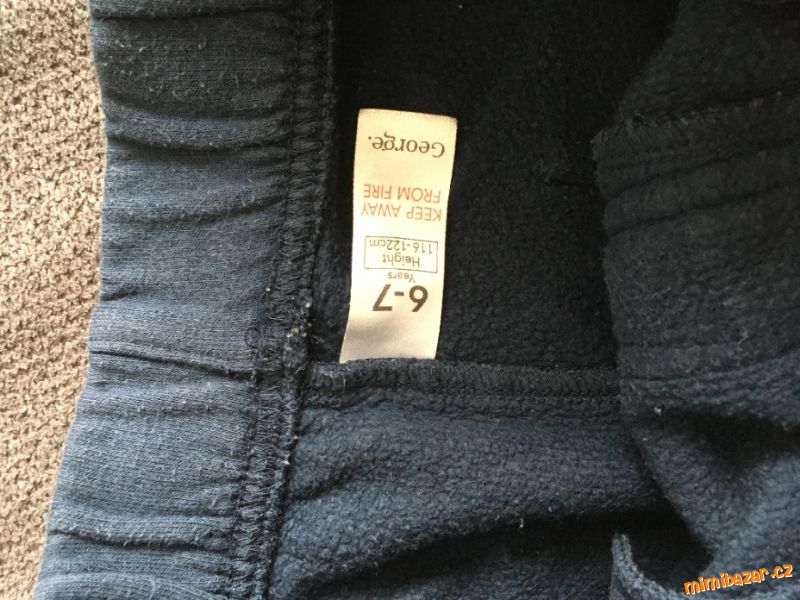 George.
KEEP AWAY
FROM FIRE
6-7
Years
Height
116-122cm
mimibazar.cz